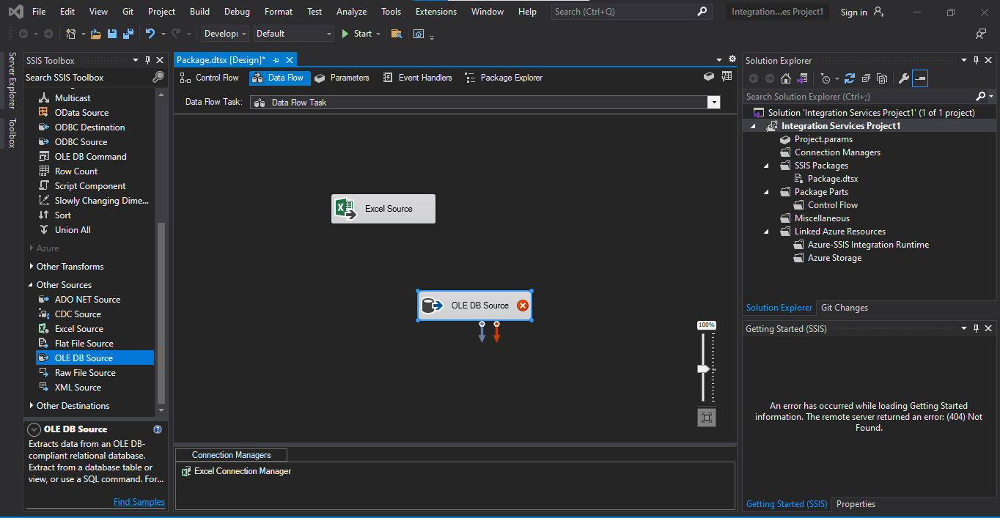 File Edit View Git Project Build Debug Format Test Analyze Tools Extensions Window Help Search (Ctrl+Q) Integration...es Project1 Sign in
Develop Default Start
Server Explorer
Toolbox
SSIS Toolbox
Search SSIS Toolbox
Multicast
OData Source
ODBC Destination
ODBC Source
OLE DB Command
Row Count
Script Component
Slowly Changing Dime...
Sort
Union All
Azure
Other Transforms
Other Sources
ADO NET Source
CDC Source
Excel Source
Flat File Source
OLE DB Source
Raw File Source
XML Source
Other Destinations
OLE DB Source
Extracts data from an OLE DB-
compliant relational database.
Extract from a database table or
view, or use a SQL command. For...
Find Samples
Package.dtsx [Design]*
Control Flow Data Flow Parameters Event Handlers Package Explorer
Data Flow Task: Data Flow Task
Excel Source
OLE DB Source
100%
Connection Managers
Excel Connection Manager
Solution Explorer
Search Solution Explorer (Ctrl+;)
Solution 'Integration Services Project1' (1 of 1 project)
Integration Services Project1
Project.params
Connection Managers
SSIS Packages
Package.dtsx
Package Parts
Control Flow
Miscellaneous
Linked Azure Resources
Azure-SSIS Integration Runtime
Azure Storage
Solution Explorer Git Changes
Getting Started (SSIS)
An error has occurred while loading Getting Started
information. The remote server returned an error: (404) Not
Found.
Getting Started (SSIS) Properties